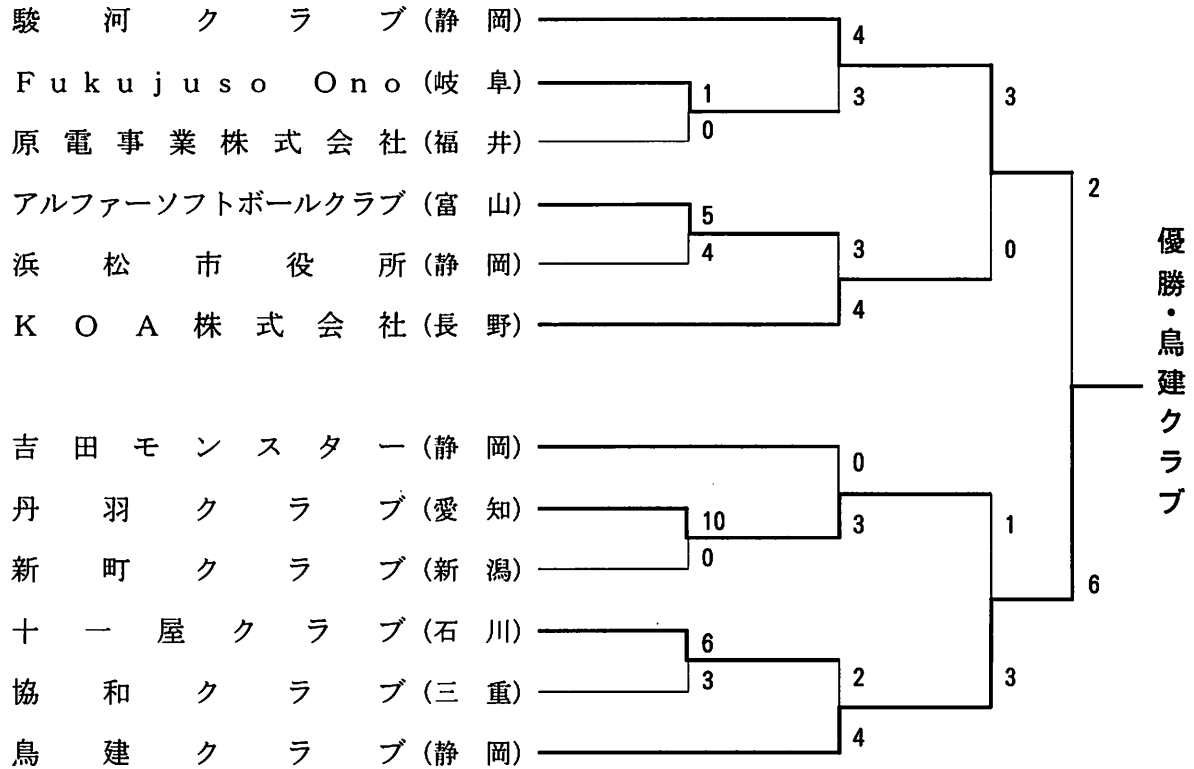 駿河クラブ(静岡)
Fukujuso Ono(岐阜)
原電事業株式会社(福井)
アルファーソフトボールクラブ(富山)
浜松市役所(静岡)
KOA株式会社(長野)
吉田モンスター(静岡)
丹羽クラブ(愛知)
新町クラブ(新潟)
十一屋クラブ(石川)
協和クラブ(三重)
鳥建クラブ(静岡)
1
0
5
4
10
0
6
3
4
3
3
4
0
3
2
4
3
0
1
3
2
6
優勝・鳥建クラブ